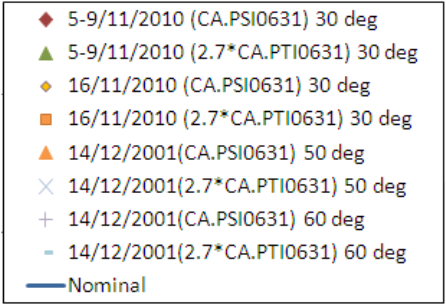 5-9/11/2010 (CA.PSI0631) 30 deg
5-9/11/2010 (2.7*CA.PTI0631) 30 deg
16/11/2010 (CA.PSI0631) 30 deg
16/11/2010 (2.7*CA.PTI0631) 30 deg
14/12/2001(CA.PSI0631) 50 deg
14/12/2001(2.7*CA.PTI0631) 50 deg
14/12/2001(CA.PSI0631) 60 deg
14/12/2001(2.7*CA.PTI0631) 60 deg
Nominal